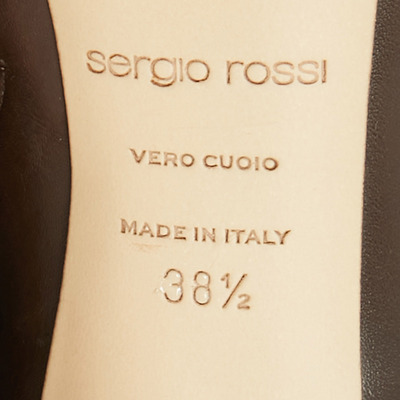 sergio rossi
VERO CUOIO
MADE IN ITALY
38½